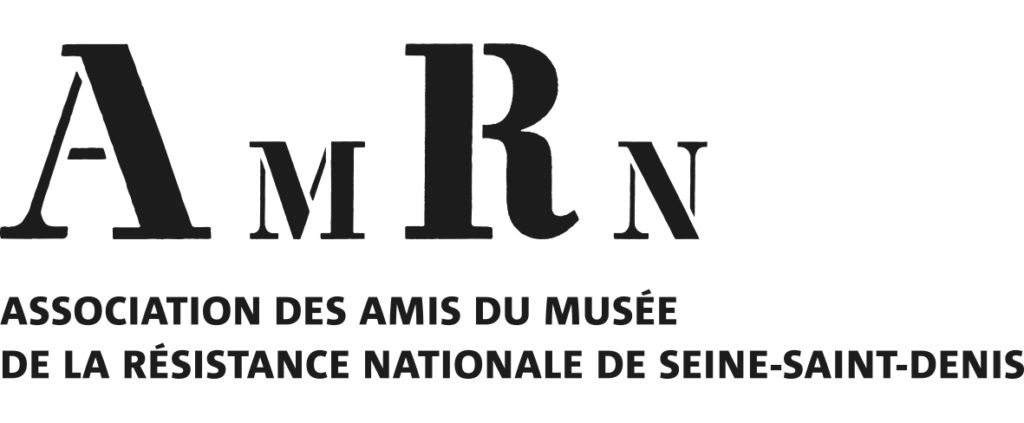 AMRN
ASSOCIATION DES AMIS DU MUSÉE
DE LA RÉSISTANCE NATIONALE DE SEINE-SAINT-DENIS